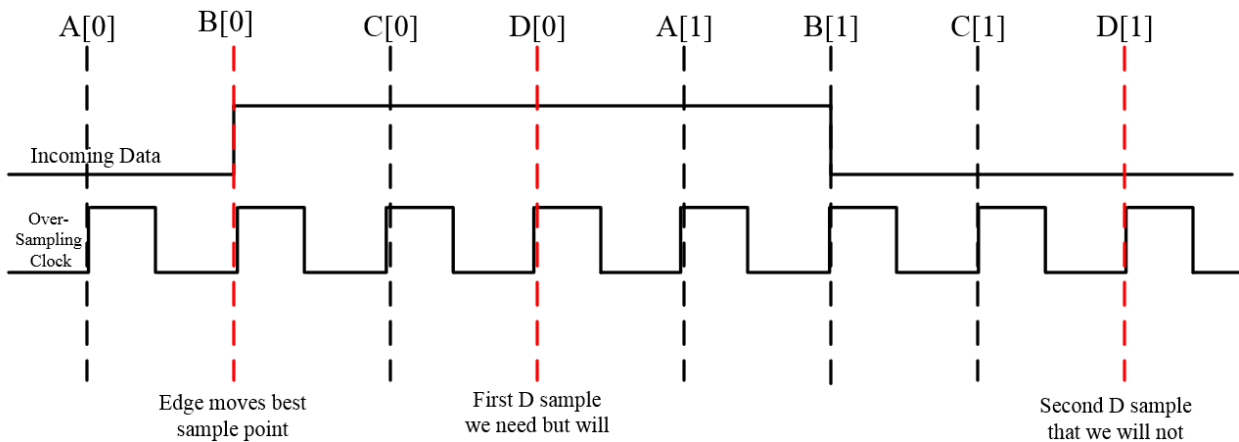 A[0] B[0] C[0] D[0] A[1] B[1] C[1] D[1]
Incoming Data
Over-
Sampling
Clock
Edge moves best
sample point
First D sample
we need but will
Second D sample
that we will not